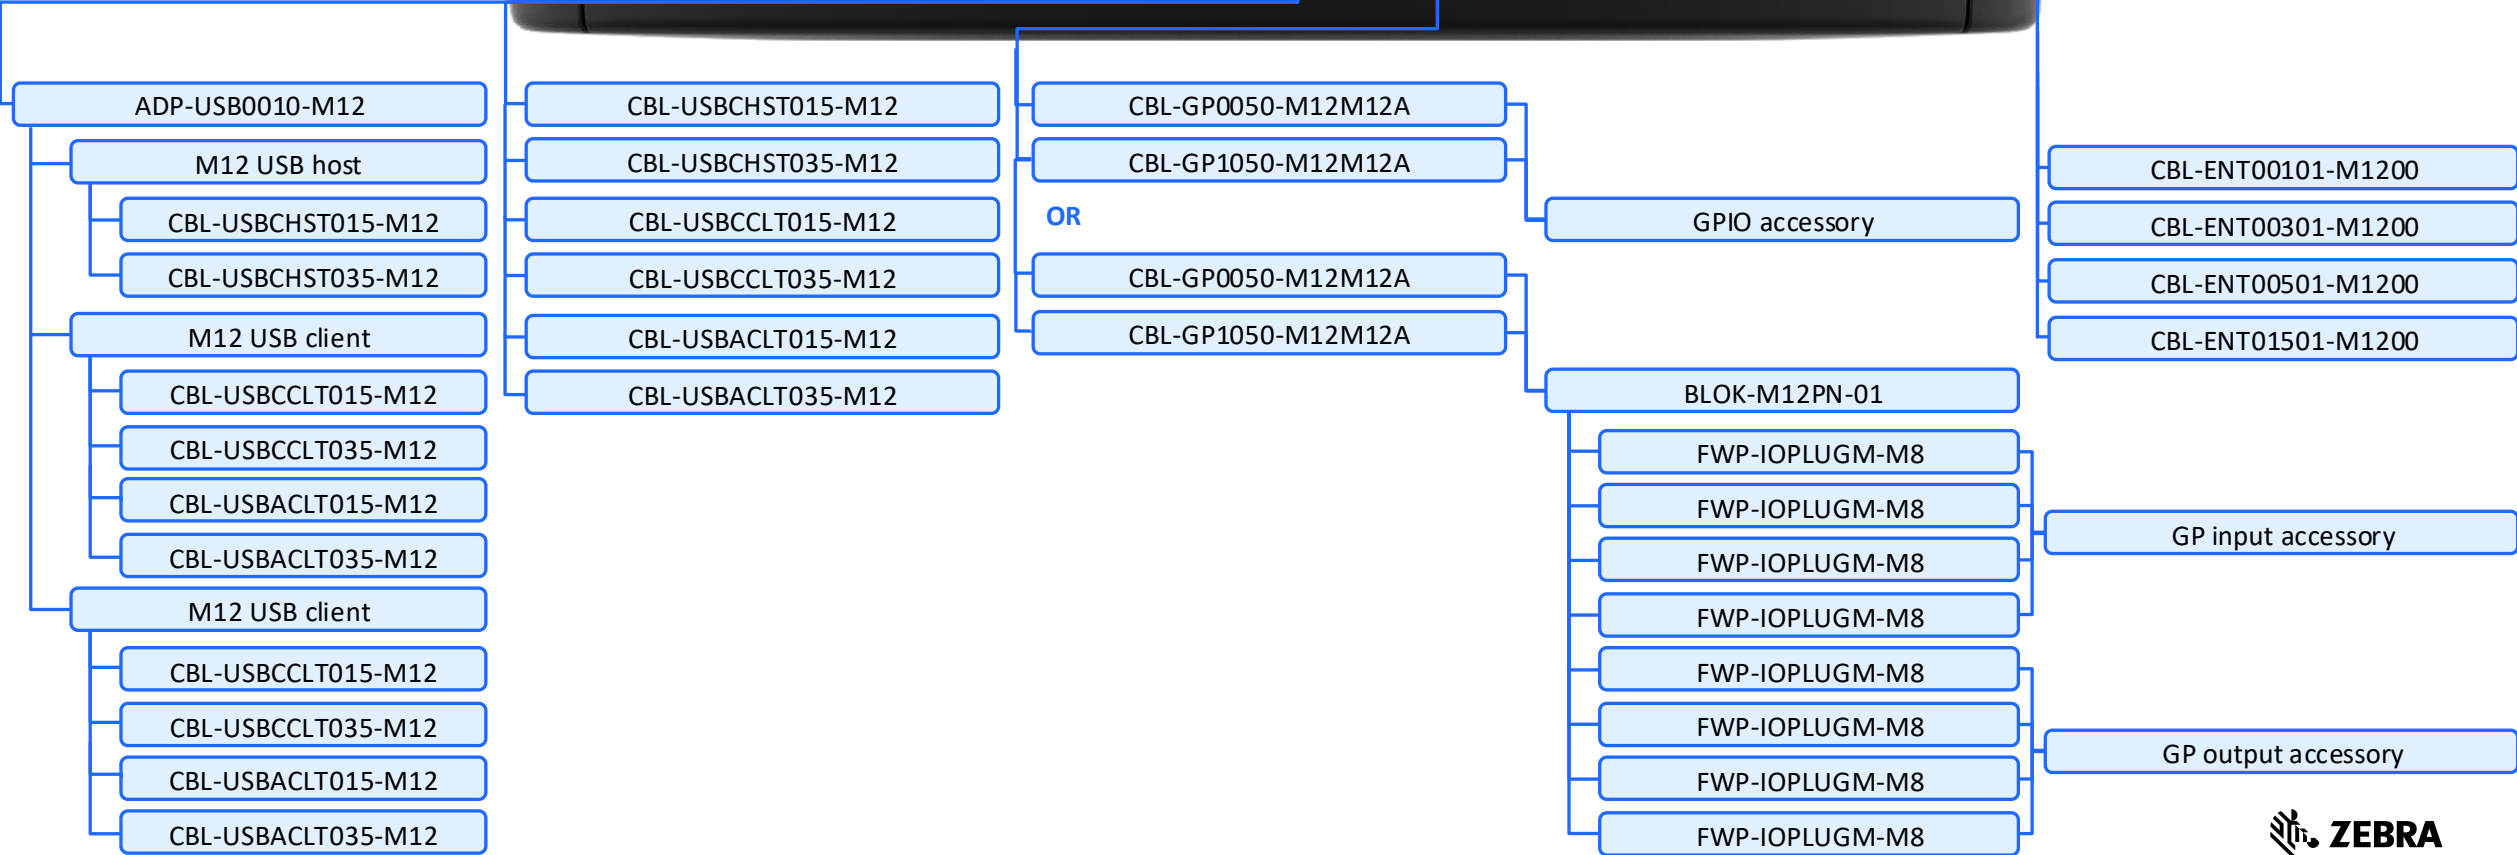 ADP-USB0010-M12
M12 USB host
CBL-USBCHST015-M12
CBL-USBCHST035-M12
M12 USB client
CBL-USBCCLT015-M12
CBL-USBCCLT035-M12
CBL-USBACLT015-M12
CBL-USBACLT035-M12
M12 USB client
CBL-USBCCLT015-M12
CBL-USBCCLT035-M12
CBL-USBACLT015-M12
CBL-USBACLT035-M12
CBL-USBCHST015-M12
CBL-USBCHST035-M12
CBL-USBCCLT015-M12
CBL-USBCCLT035-M12
CBL-USBACLT015-M12
CBL-USBACLT035-M12
CBL-GP0050-M12M12A
CBL-GP1050-M12M12A
OR
CBL-GP0050-M12M12A
CBL-GP1050-M12M12A
GPIO accessory
BLOK-M12PN-01
FWP-IOPLUGM-M8
FWP-IOPLUGM-M8
FWP-IOPLUGM-M8
FWP-IOPLUGM-M8
FWP-IOPLUGM-M8
FWP-IOPLUGM-M8
FWP-IOPLUGM-M8
FWP-IOPLUGM-M8
CBL-ENT00101-M1200
CBL-ENT00301-M1200
CBL-ENT00501-M1200
CBL-ENT01501-M1200
GP input accessory
GP output accessory
ZEBRA